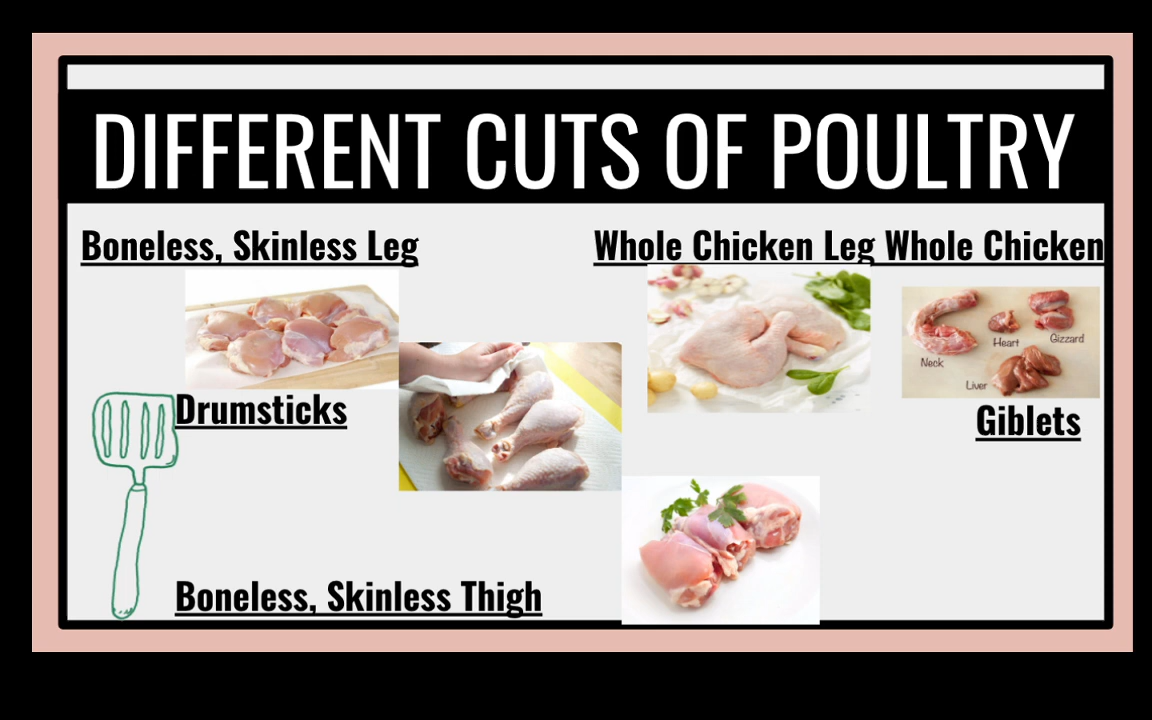 DIFFERENT CUTS OF POULTRY
Boneless, Skinless Leg
Whole Chicken Leg Whole Chicken
Neck
Heart
Gizzard
Liver
Drumsticks
Giblets
Boneless, Skinless Thigh